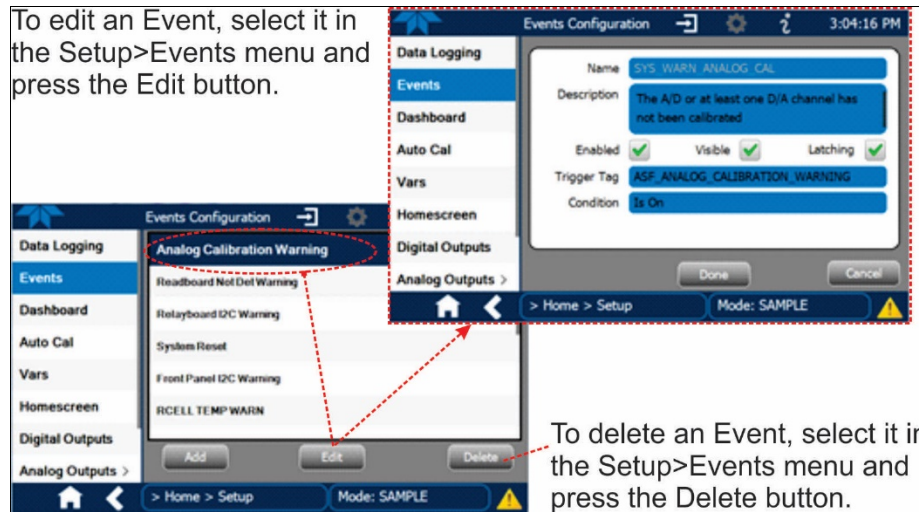 To edit an Event, select it in
the Setup>Events menu and
press the Edit button.
Events Configuration
3:04:16 PM
Data Logging
Events
Dashboard
Auto Cal
Vars
Homescreen
Digital Outputs
Analog Outputs >
Name
SYS_WARN_ANALOG_CAL
Description
The A/D or at least one D/A channel has
not been calibrated
Enabled
Visible
Latching
Trigger Tag
ASF_ANALOG_CALIBRATION_WARNING
Condition
Is On
Done
Cancel
> Home > Setup
Mode: SAMPLE
Events Configuration
Data Logging
Events
Dashboard
Auto Cal
Vars
Homescreen
Digital Outputs
Analog Outputs >
Analog Calibration Warning
Rearboard Not Det Warning
Relayboard I2C Warning
System Reset
Front Panel I2C Warning
RCELL TEMP WARN
Add
Edit
Delete
> Home > Setup
Mode: SAMPLE
To delete an Event, select it in
the Setup>Events menu and
press the Delete button.